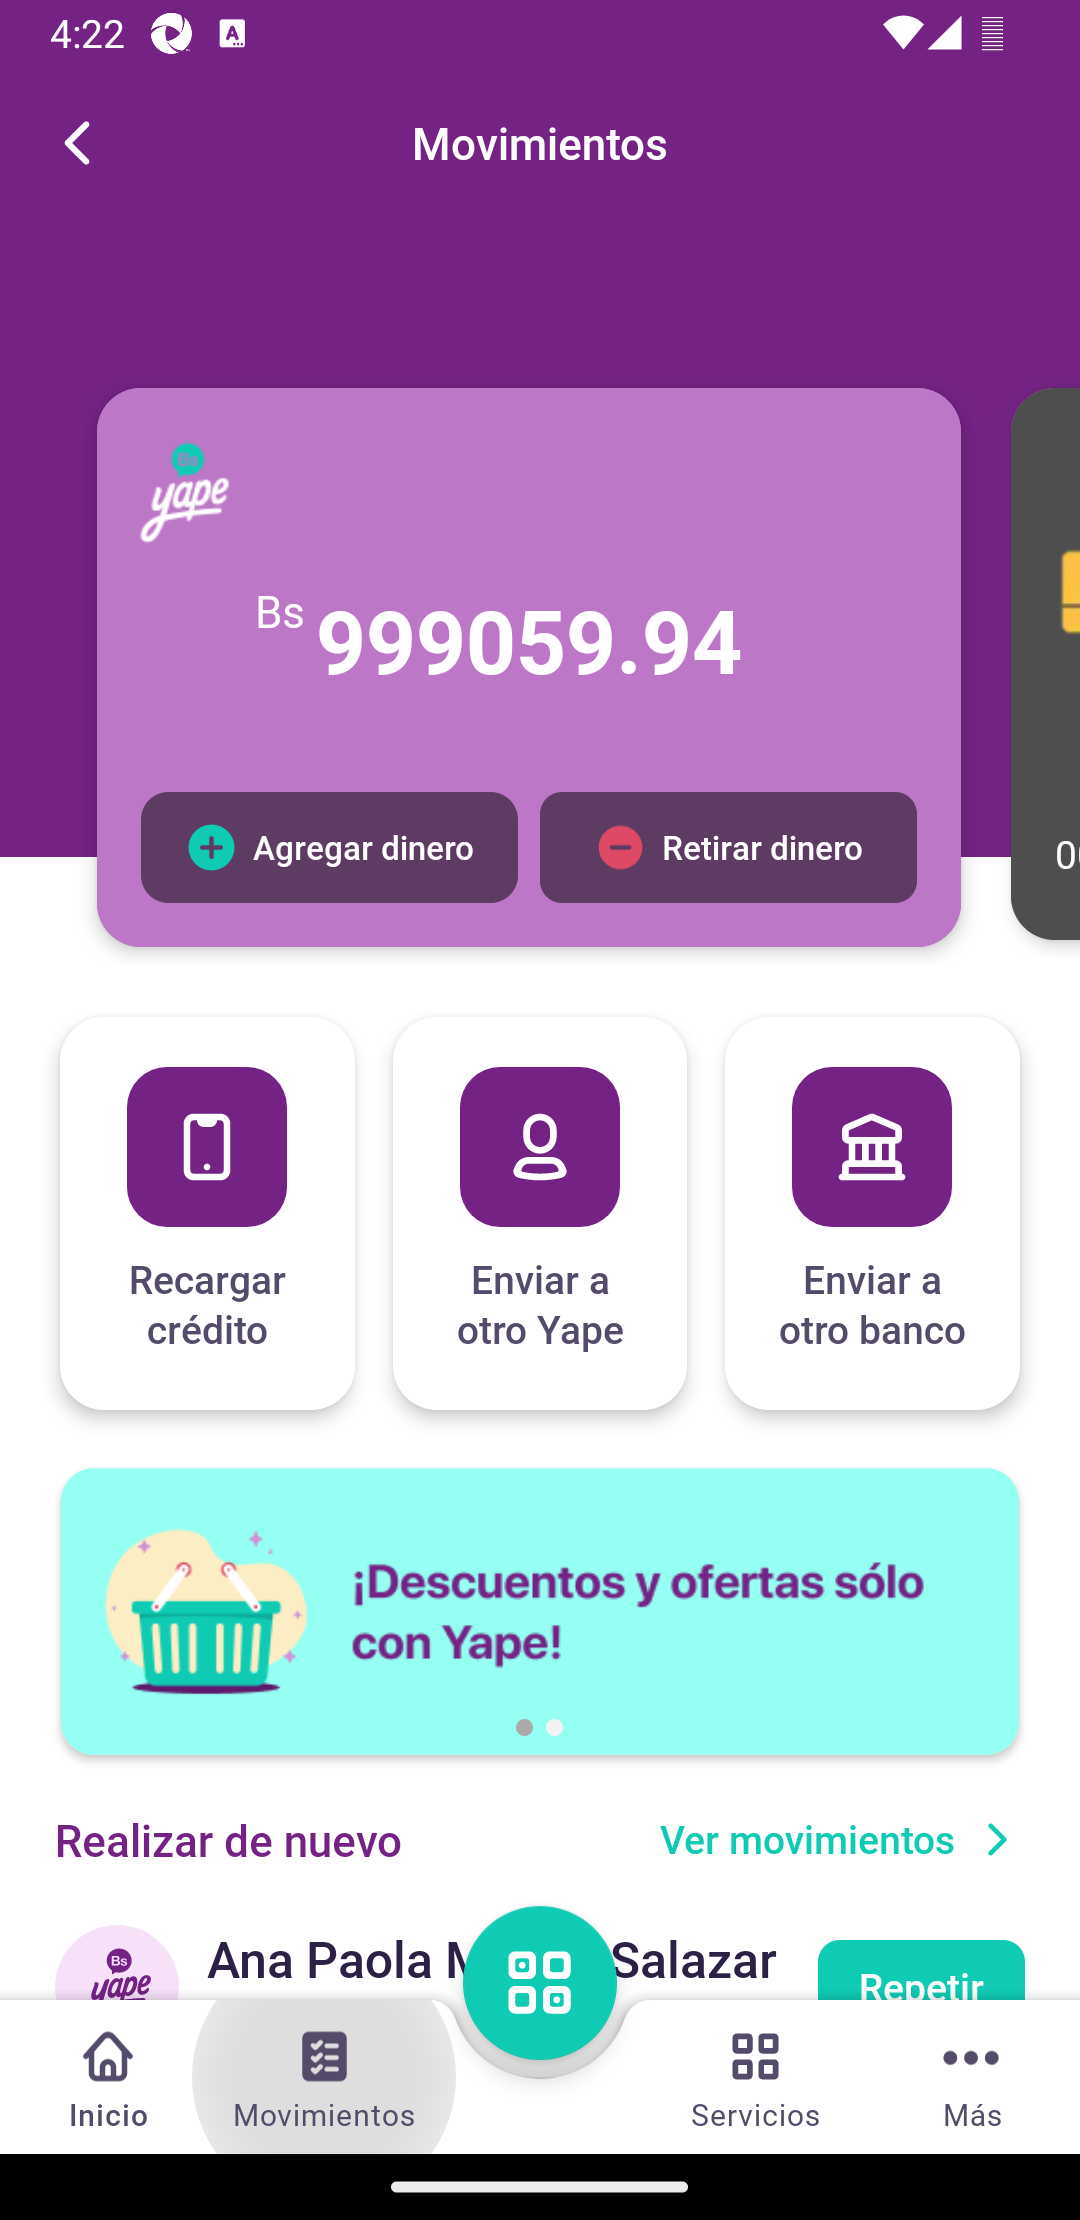 4:22
Movimientos
Bs
yape
Bs 999059.94
Agregar dinero
Retirar dinero
Recargar
crédito
Enviar a
otro Yape
Enviar a
otro banco
¡Descuentos y ofertas sólo
con Yape!
Realizar de nuevo
Ver movimientos
Bs
yape
Ana Paola
Salazar
Repetir
Inicio
Movimientos
Servicios
Más